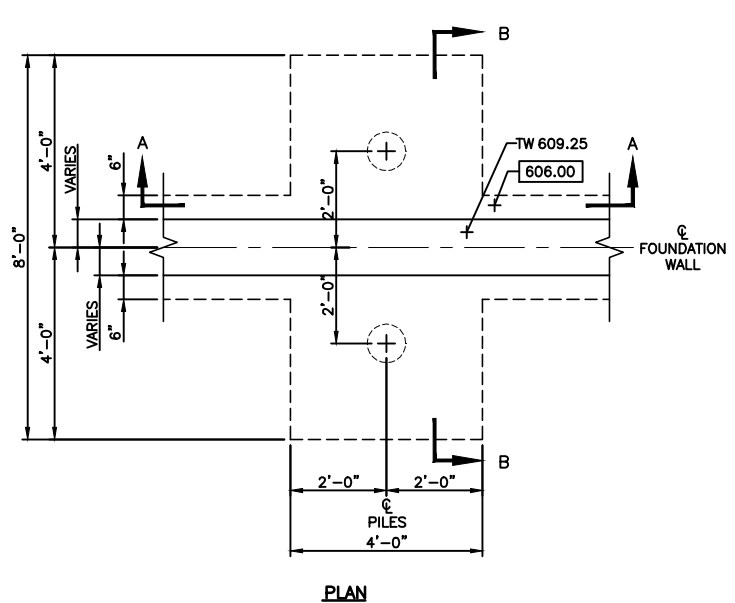 B
A
TW 609.25
A
606.00
4'-0"
VARIES
6"
2'-0"
℄
FOUNDATION
WALL
8'-0"
2'-0"
VARIES
6"
4'-0"
B
2'-0"
2'-0"
℄
PILES
4'-0"
PLAN